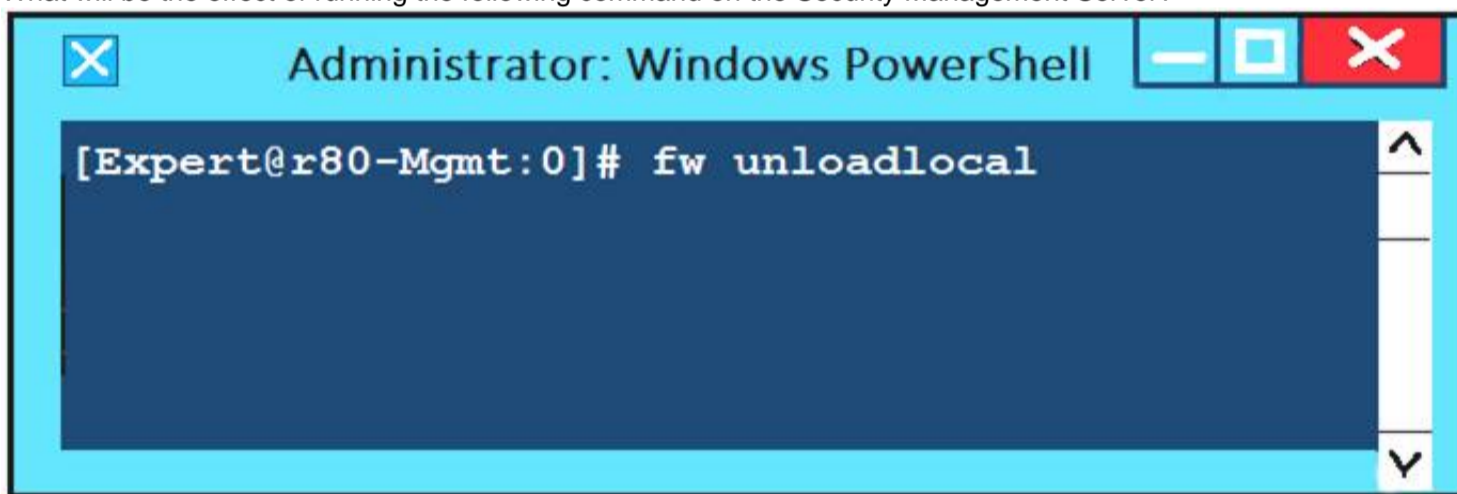 What will be the effect of running the following command on the Security Management Server?
Administrator: Windows PowerShell
[Expert@r80-Mgmt:0]# fw unloadlocal